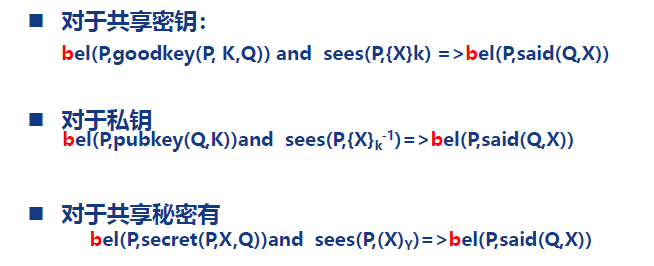 ■ 对于共享密钥：
bel(P,goodkey(P, K,Q)) and sees(P,{X}k) =>bel(P,said(Q,X))
■ 对于私钥
bel(P,pubkey(Q,K))and sees(P,{X}k-1)=>bel(P,said(Q,X))
■ 对于共享秘密有
bel(P,secret(P,X,Q))and sees(P,(X)Y)=>bel(P,said(Q,X))